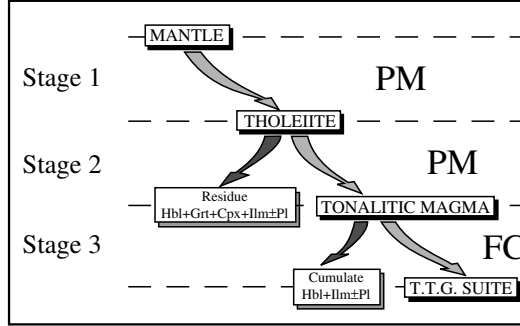 MANTLE
Stage 1
PM
THOLEIITE
Stage 2
PM
Residue
Hbl+Grt+Cpx+Ilm±Pl
TONALITIC MAGMA
Stage 3
FC
Cumulate
Hbl+Ilm±Pl
T.T.G. SUITE